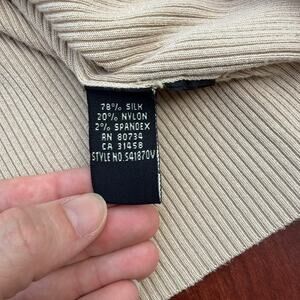 78% SILK
20% NYLON
2% SPANDEX
RN 80734
CA 31458
STYLE NO.S41870V